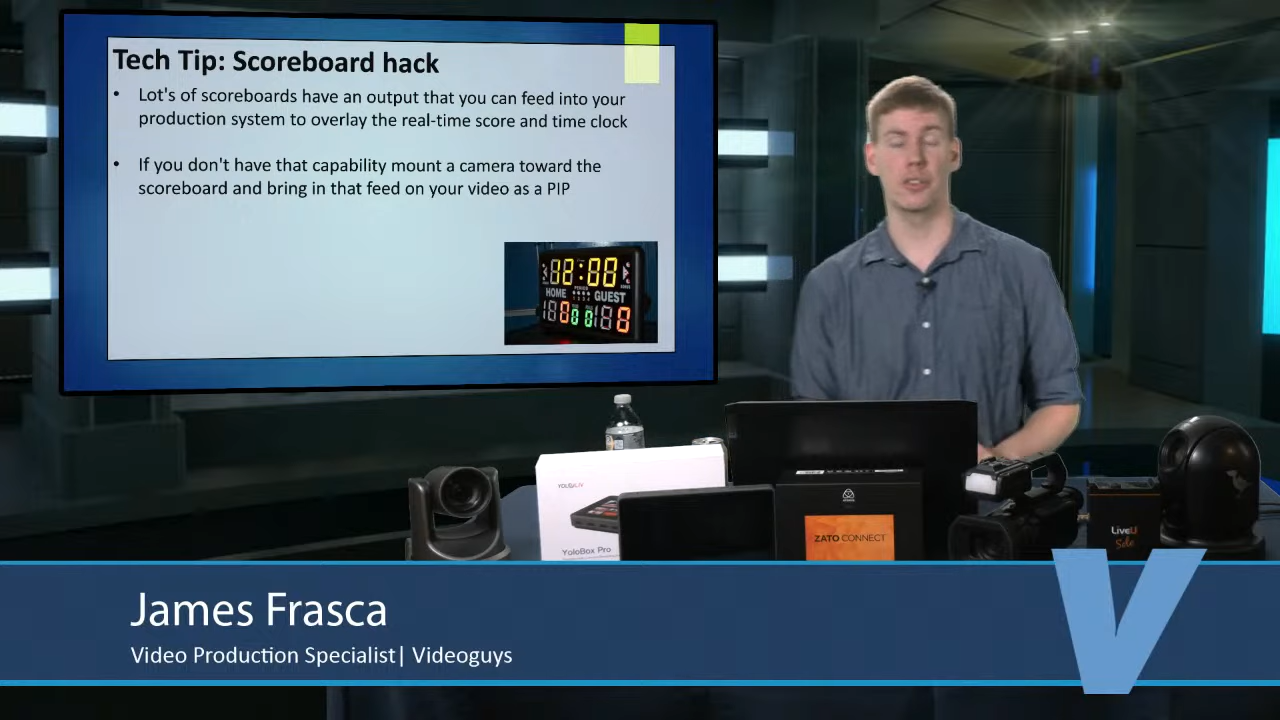 Tech Tip: Scoreboard hack
• Lot's of scoreboards have an output that you can feed into your
production system to overlay the real-time score and time clock
• If you don't have that capability mount a camera toward the
scoreboard and bring in that feed on your video as a PIP
HOME
PERIOD
GUEST
YOLOLIV
YoloBox Pro
ZATO CONNECT
LiveU
Solo
James Frasca
Video Production Specialist| Videoguys
V